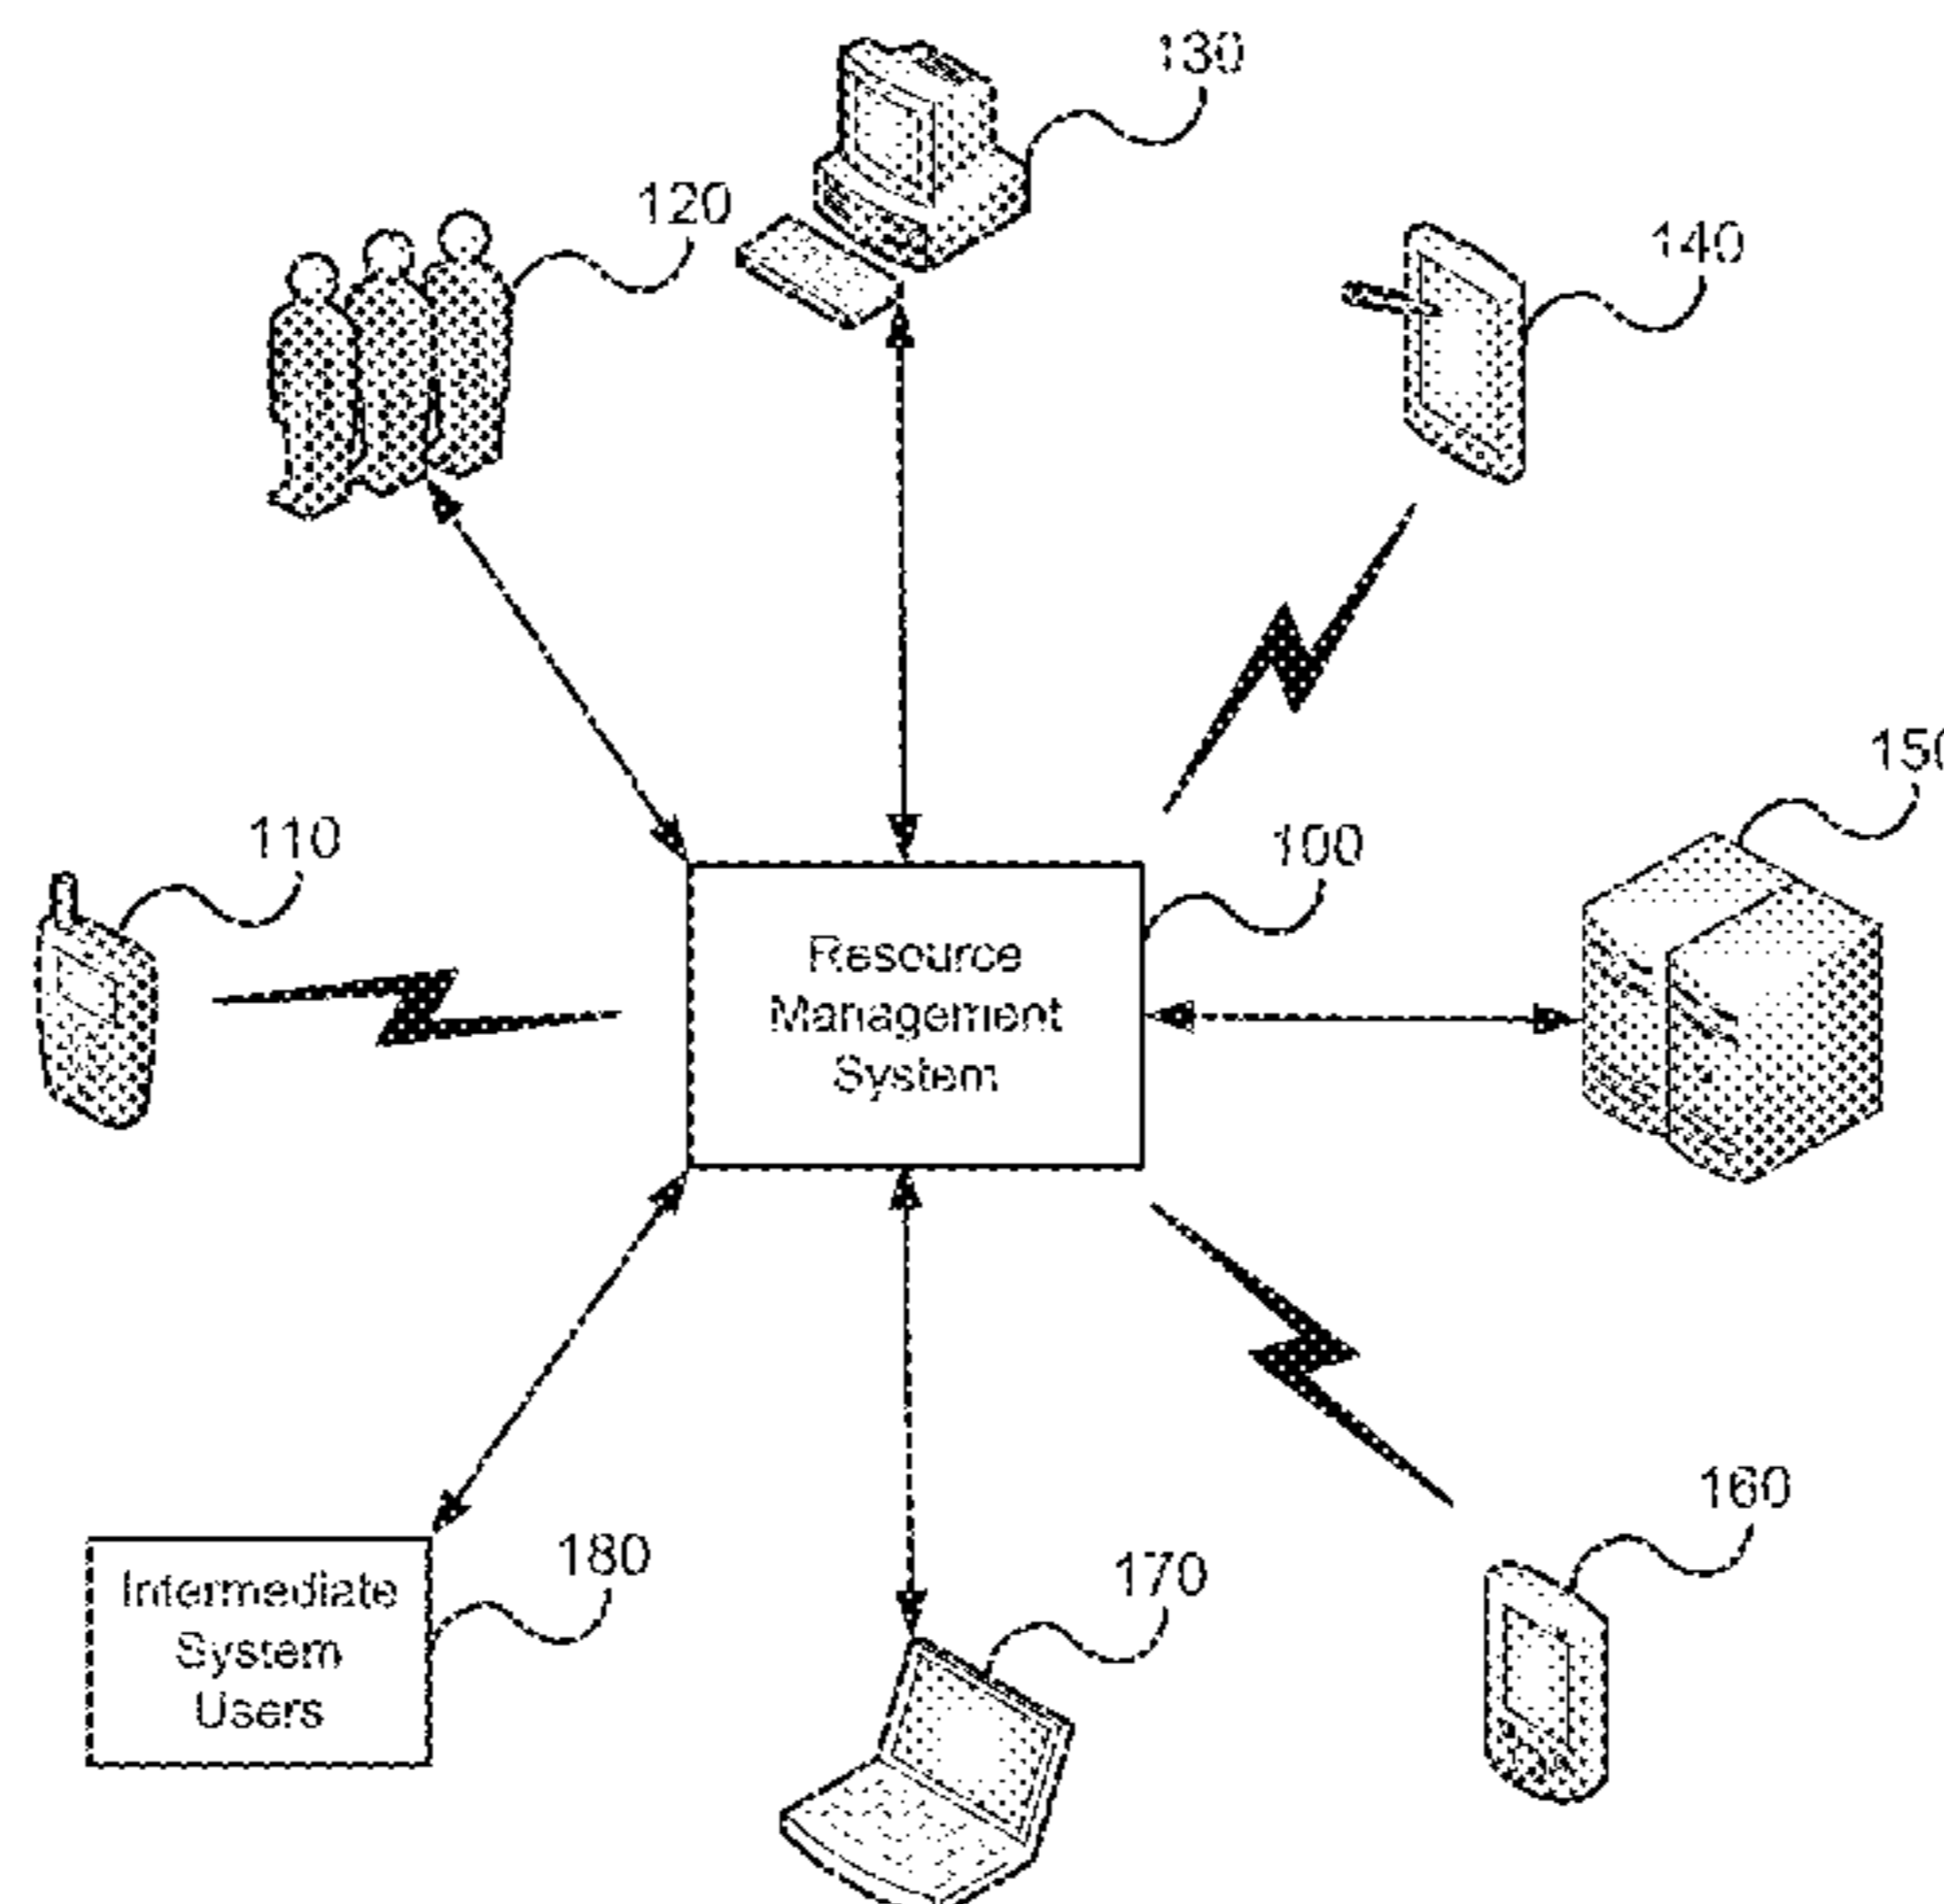 130
120
140
150
110
100
Resource
Management
System
160
180
170
Intermediate
System
Users